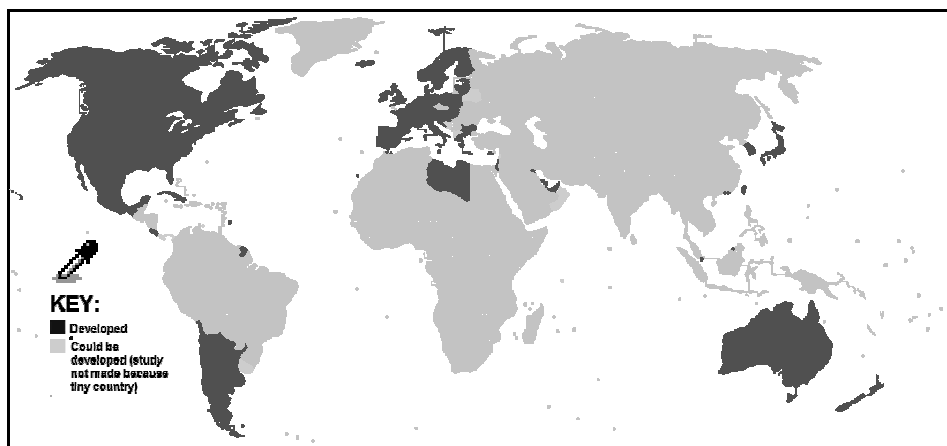 KEY:
Developed
Could be
developed (study
not made because
tiny country)